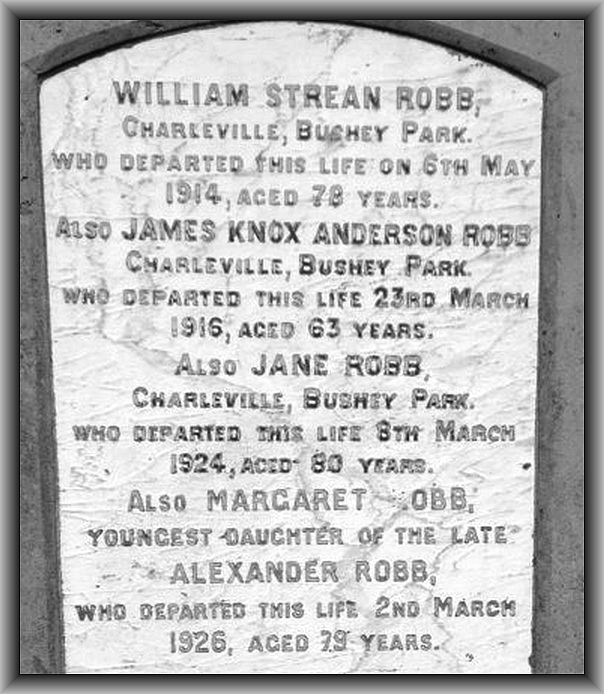 WILLIAM STREAN ROBB,
CHARLEVILLE, BUSHEY PARK.
WHO DEPARTED THIS LIFE ON 6TH MAY
1914, AGED 78 YEARS.
ALSO JAMES KNOX ANDERSON ROBB
CHARLEVILLE, BUSHEY PARK.
WHO DEPARTED THIS LIFE 23RD MARCH
1916, AGED 63 YEARS.
ALSO JANE ROBB,
CHARLEVILLE, BUSHEY PARK.
WHO DEPARTED THIS LIFE 8TH MARCH
1924, AGED 80 YEARS.
ALSO MARGARET ROBB,
YOUNGEST DAUGHTER OF THE LATE
ALEXANDER ROBB,
WHO DEPARTED THIS LIFE 2ND MARCH
1926, AGED 79 YEARS.